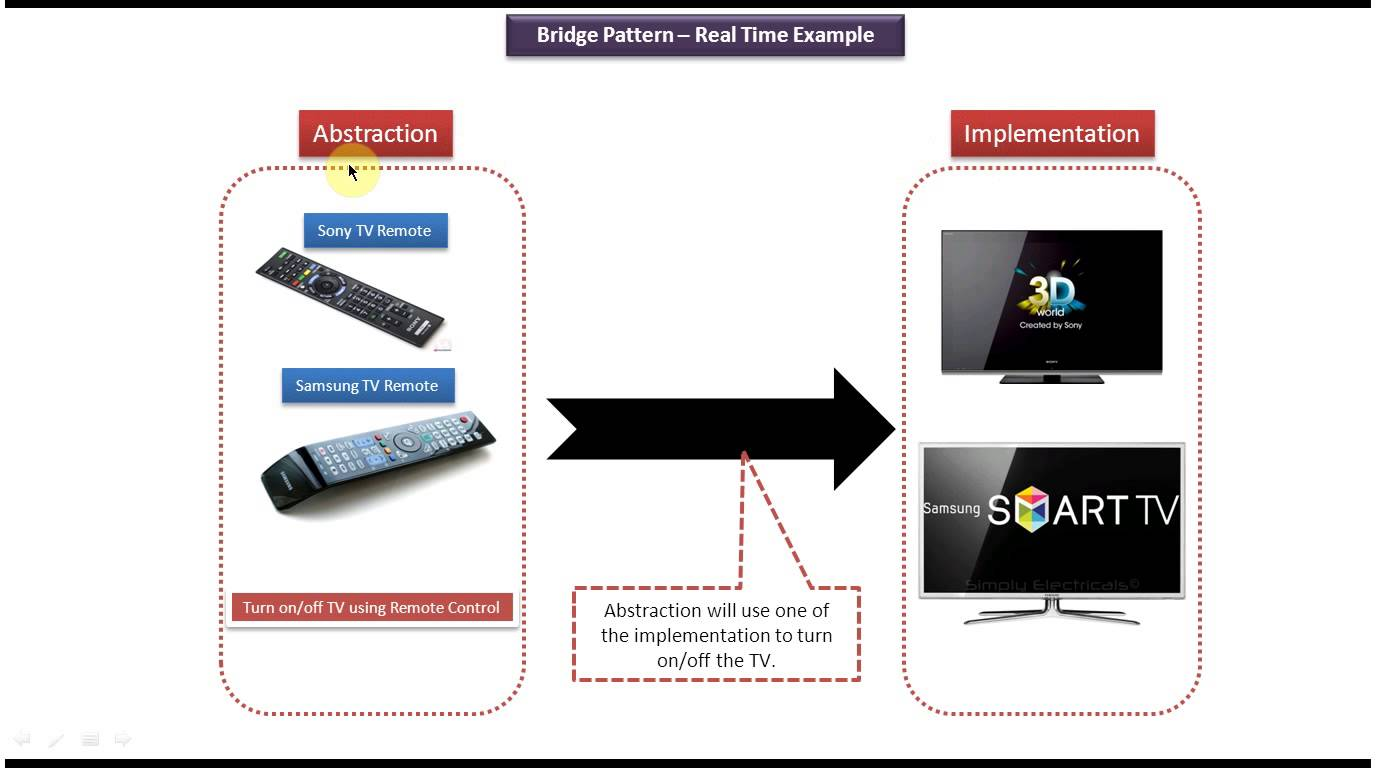 Bridge Pattern – Real Time Example
Abstraction
Implementation
Sony TV Remote
SONY
Samsung TV Remote
SAMSUNG
Turn on/off TV using Remote Control
Abstraction will use one of
the implementation to turn
on/off the TV.
3D
world
Created by Sony
SONY
Samsung SMART TV
Simply Electricals©